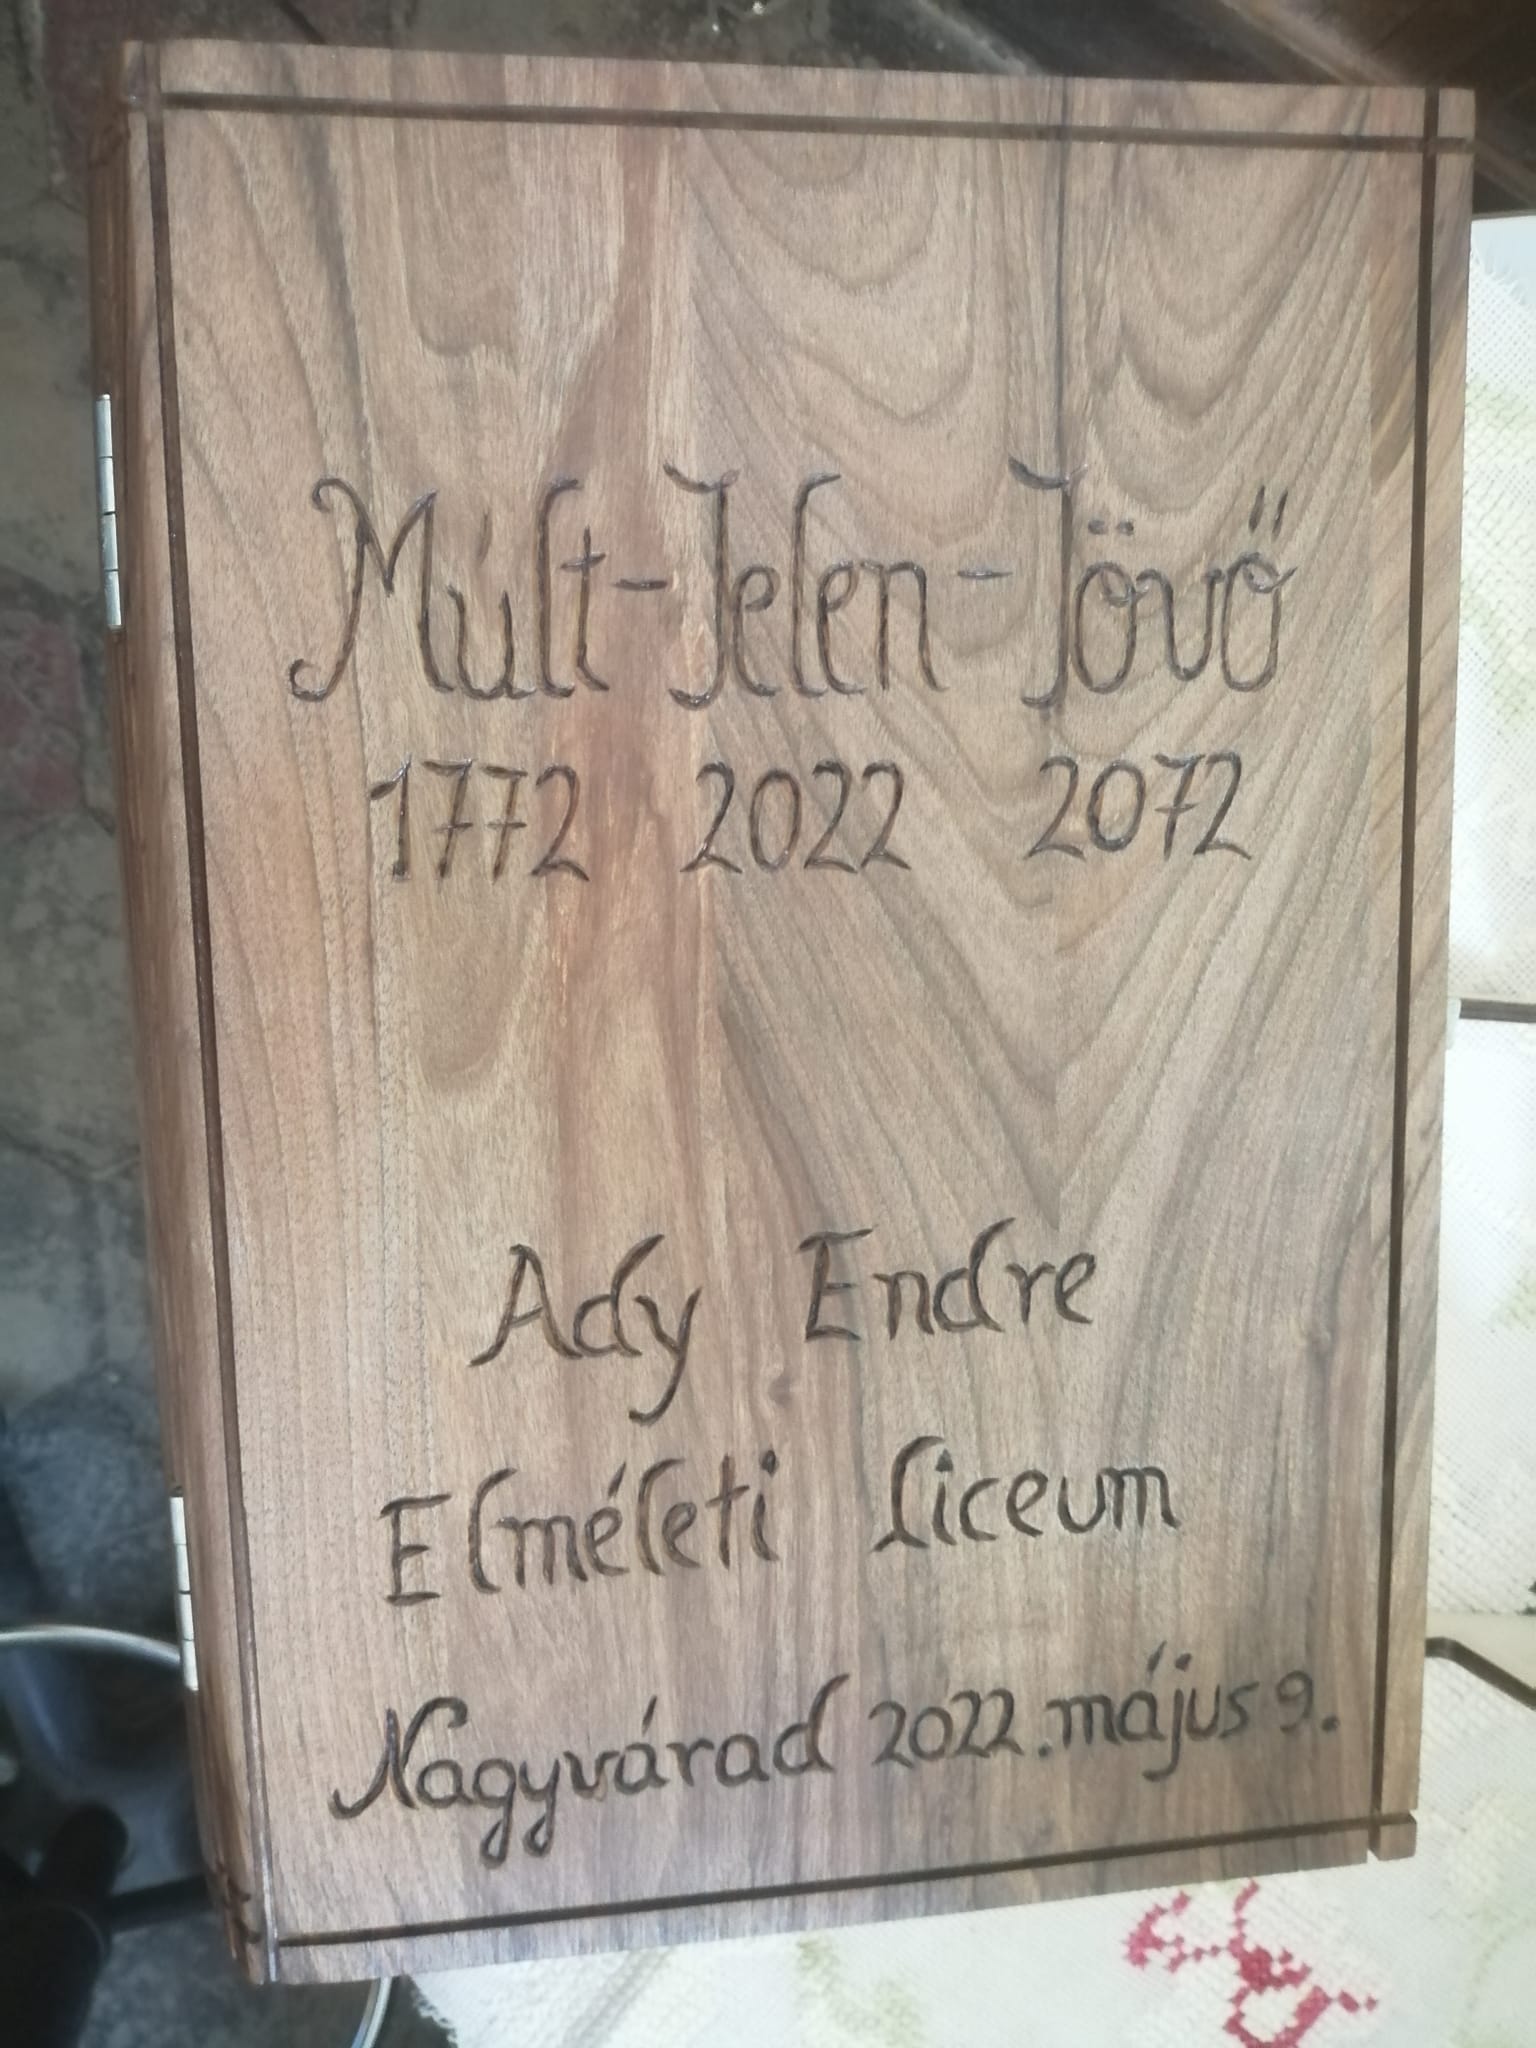 Múlt-Jelen-Jövő
1772 2022 2072
Ady Endre
Elméleti Liceum
Nagyvárad 2022.május 9.